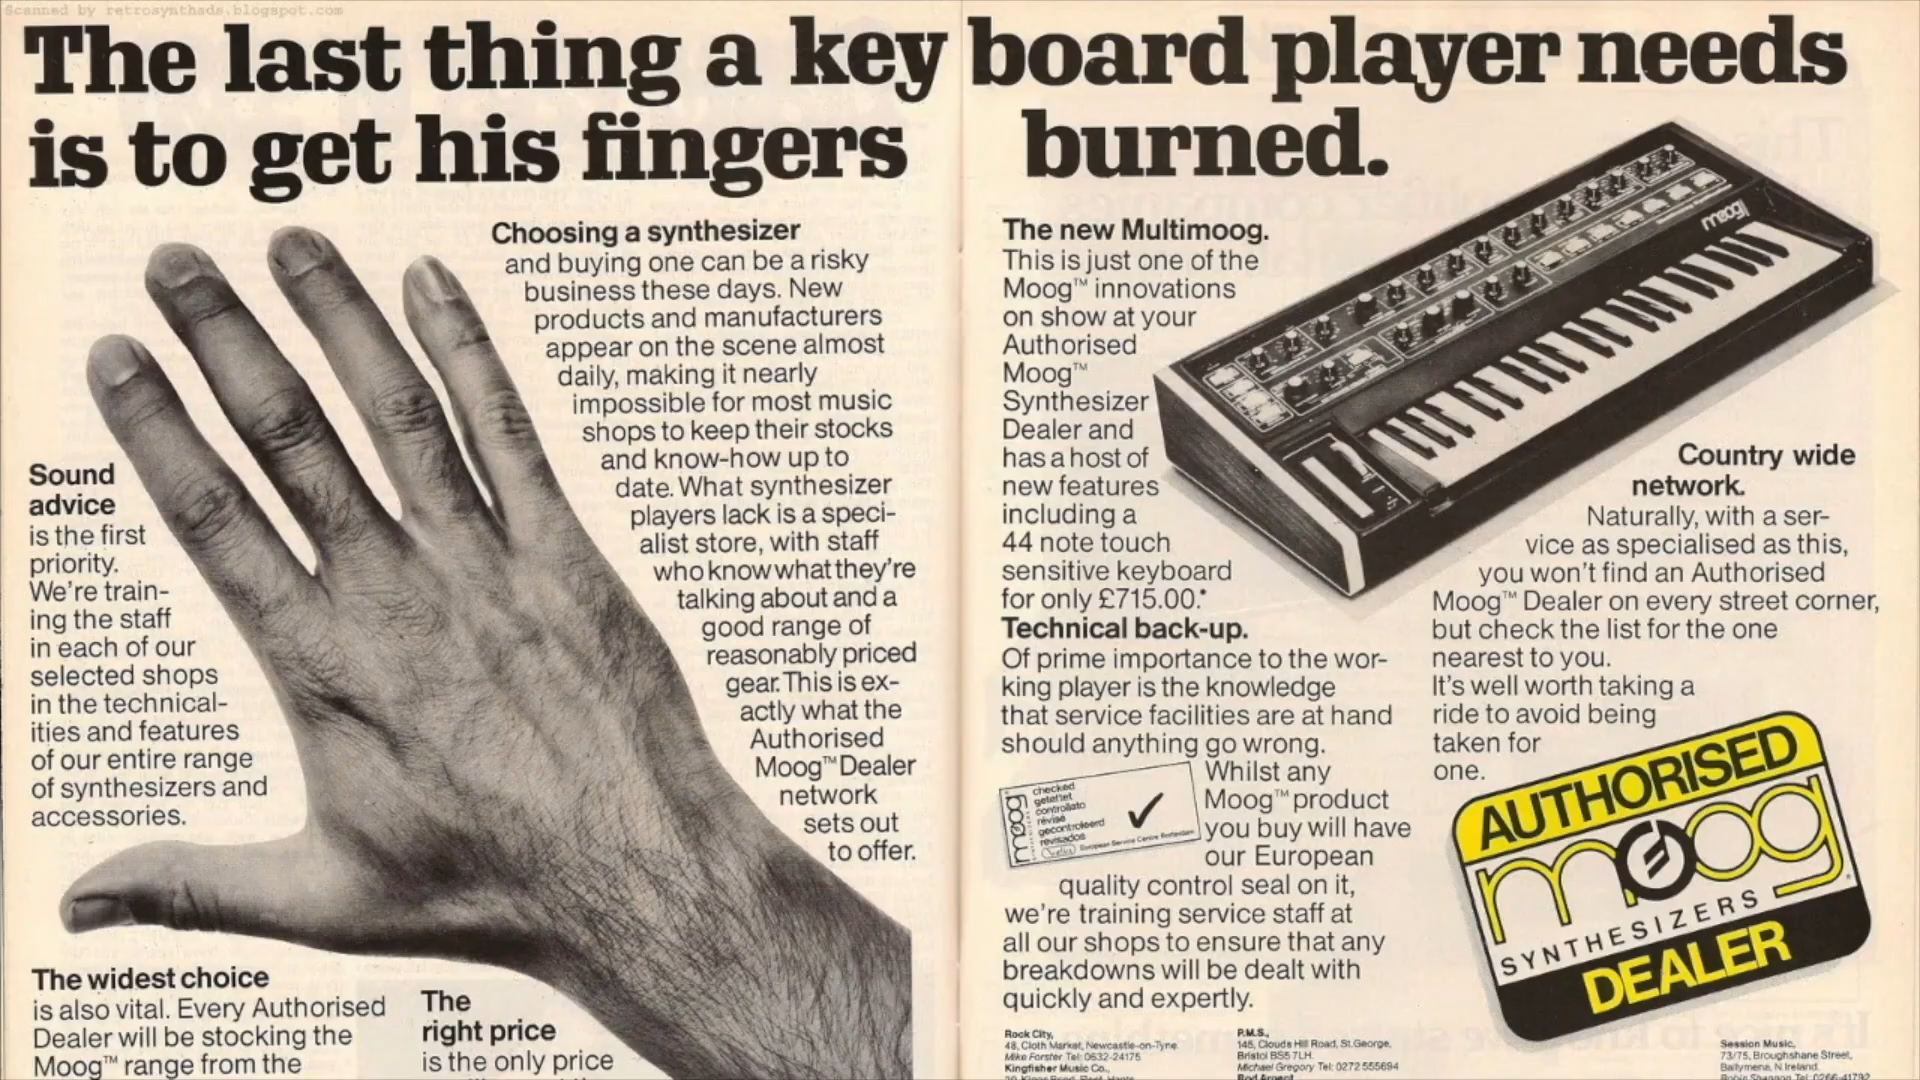 Scanned by retrosynthads.blogspot.com
The last thing a key board player needs
is to get his fingers burned.
Choosing a synthesizer
and buying one can be a risky
business these days. New
products and manufacturers
appear on the scene almost
daily, making it nearly
impossible for most music
shops to keep their stocks
and know-how up to
date. What synthesizer
players lack is a speci-
alist store, with staff
who know what they're
talking about and a
good range of
reasonably priced
gear. This is ex-
actly what the
Authorised
Moog™ Dealer
network
sets out
to offer.
Sound
advice
is the first
priority.
We're train-
ing the staff
in each of our
selected shops
in the technical-
ities and features
of our entire range
of synthesizers and
accessories.
The widest choice
is also vital. Every Authorised
Dealer will be stocking the
Moog™ range from the
The
right price
is the only price
The new Multimoog.
This is just one of the
Moog™ innovations
on show at your
Authorised
Moog™
Synthesizer
Dealer and
has a host of
new features
including a
44 note touch
sensitive keyboard
for only £715.00.*
Technical back-up.
Of prime importance to the wor-
king player is the knowledge
that service facilities are at hand
should anything go wrong.
Whilst any
Moog™ product
you buy will have
our European
quality control seal on it,
we're training service staff at
all our shops to ensure that any
breakdowns will be dealt with
quickly and expertly.
moog
checked
getestet
controllato
révisé
gecontroleerd
revisados
European Service Centre Rotterdam
moog
Country wide
network.
Naturally, with a ser-
vice as specialised as this,
you won't find an Authorised
Moog™ Dealer on every street corner,
but check the list for the one
nearest to you.
It's well worth taking a
ride to avoid being
taken for
one.
AUTHORISED
moog
SYNTHESIZERS
DEALER
Rock City,
48, Cloth Market, Newcastle-on-Tyne.
Mike Forster Tel: 0632-24175
Kingfisher Music Co.,
P.M.S.,
145, Clouds Hill Road, St. George,
Bristol BS5 7LH.
Michael Gregory Tel: 0272 555694
Rod Argent
Session Music,
73/75, Broughshane Street,
Ballymena, N.Ireland.